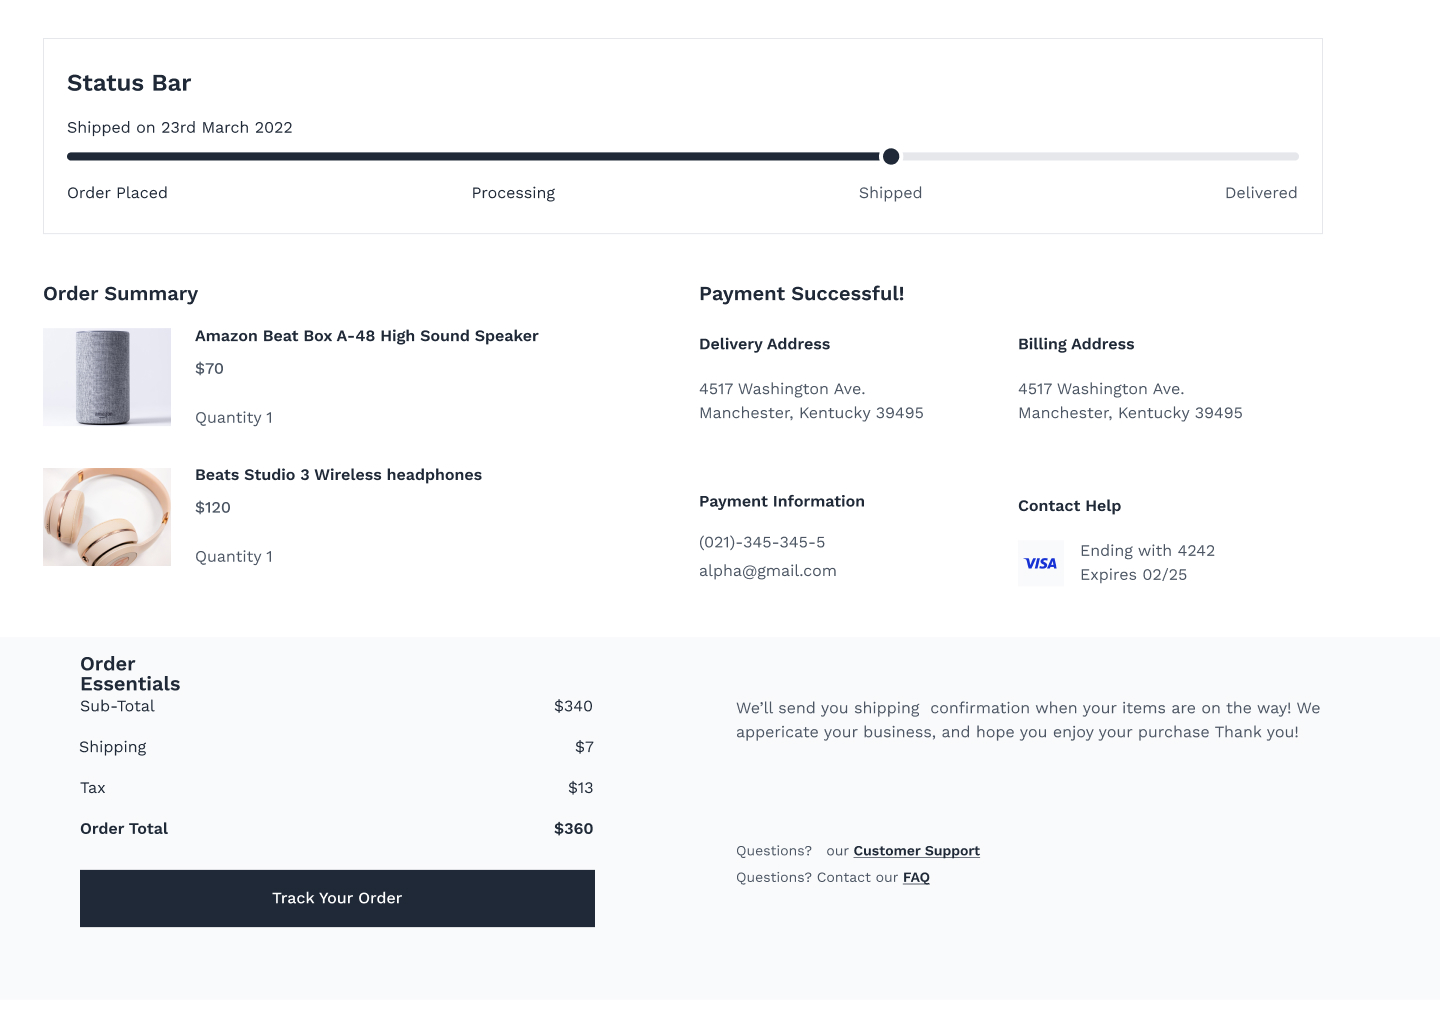 Status Bar
Shipped on 23rd March 2022
Order Placed
Processing
Shipped
Delivered
Order Summary
Amazon Beat Box A-48 High Sound Speaker
$70
Quantity 1
Beats Studio 3 Wireless headphones
$120
Quantity 1
Payment Successful!
Delivery Address
4517 Washington Ave.
Manchester, Kentucky 39495
Billing Address
4517 Washington Ave.
Manchester, Kentucky 39495
Payment Information
(021)-345-345-5
alpha@gmail.com
Contact Help
VISA
Ending with 4242
Expires 02/25
Order
Essentials
Sub-Total $340
Shipping $7
Tax $13
Order Total $360
Track Your Order
We’ll send you shipping  confirmation when your items are on the way! We
appericate your business, and hope you enjoy your purchase Thank you!
Questions?   our Customer Support
Questions? Contact our FAQ